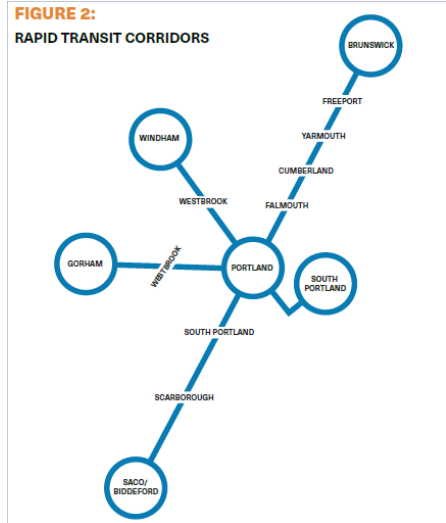 FIGURE 2:
RAPID TRANSIT CORRIDORS
BRUNSWICK
FREEPORT
YARMOUTH
WINDHAM
CUMBERLAND
WESTBROOK
FALMOUTH
WESTBROOK
GORHAM
PORTLAND
SOUTH
PORTLAND
SOUTH PORTLAND
SCARBOROUGH
SACO/
BIDDEFORD